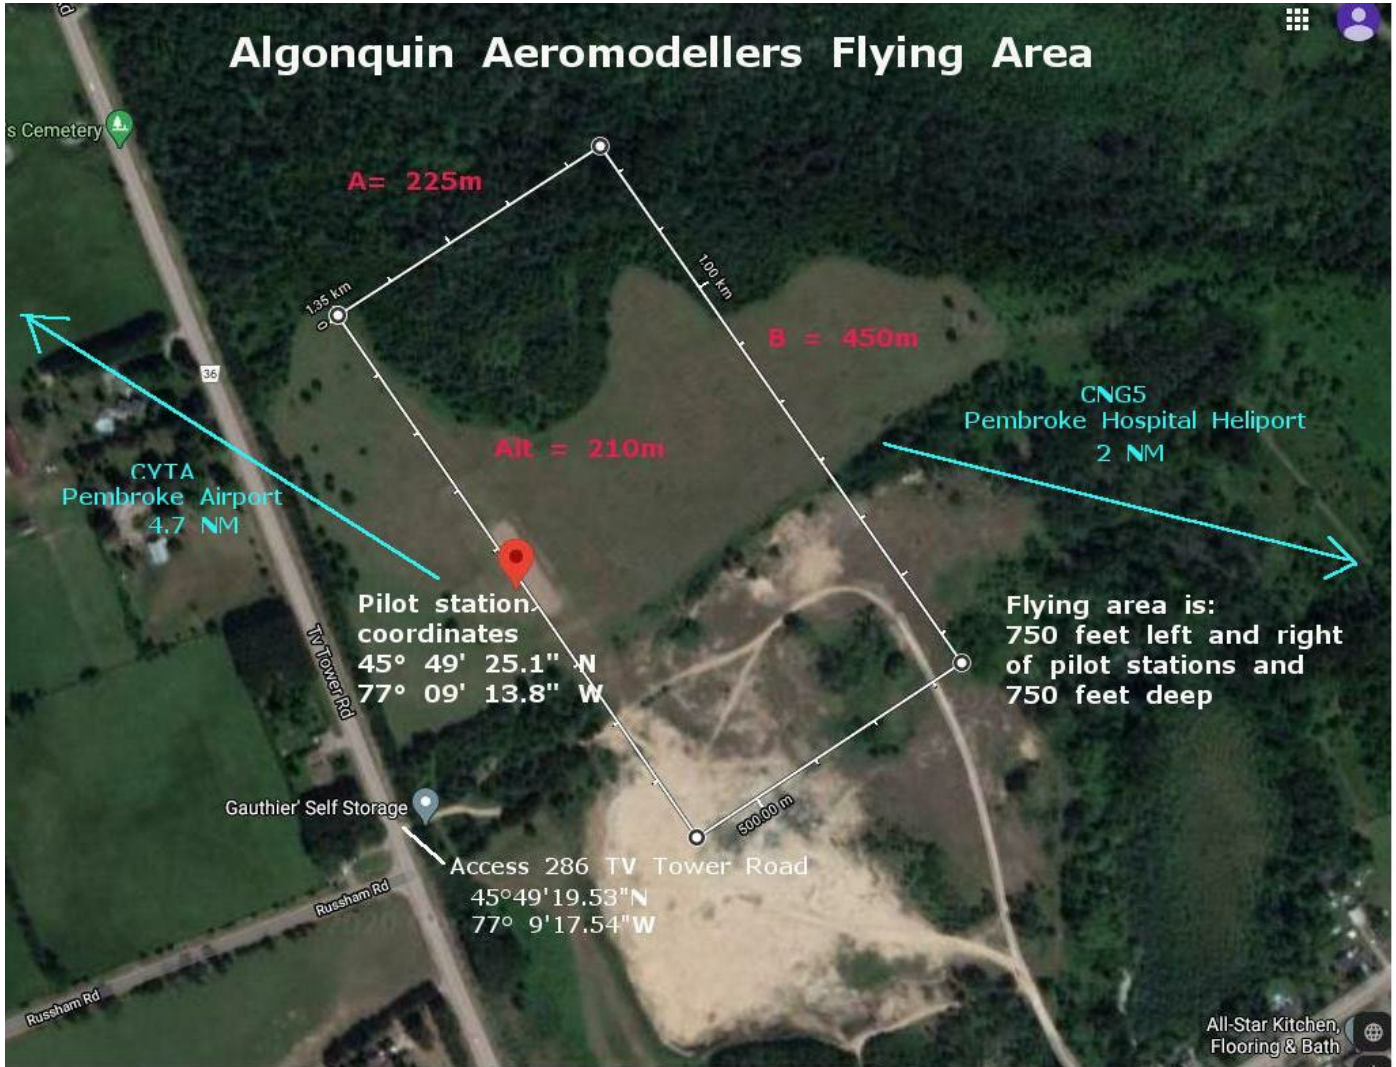 Rd
Algonquin Aeromodellers Flying Area
s Cemetery
A= 225m
1.35 km
0
1.00 km
B = 450m
36
CNG5
Pembroke Hospital Heliport
2 NM
Alt = 210m
CYTA
Pembroke Airport
4.7 NM
Pilot station
coordinates
45° 49' 25.1" N
77° 09' 13.8" W
Flying area is:
750 feet left and right
of pilot stations and
750 feet deep
Tv Tower Rd
Gauthier' Self Storage
500.00 m
Access 286 TV Tower Road
45°49'19.53"N
77° 9'17.54"W
Russham Rd
Russham Rd
All-Star Kitchen,
Flooring & Bath